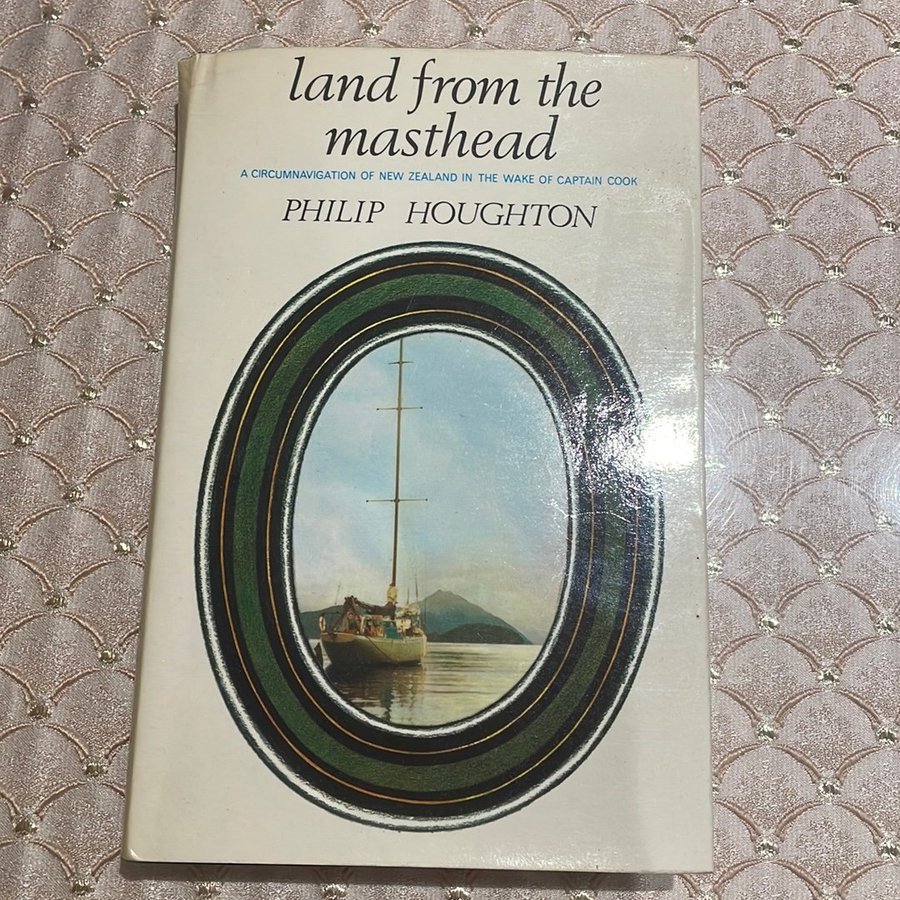 land from the
masthead
A CIRCUMNAVIGATION OF NEW ZEALAND IN THE WAKE OF CAPTAIN COOK
PHILIP HOUGHTON